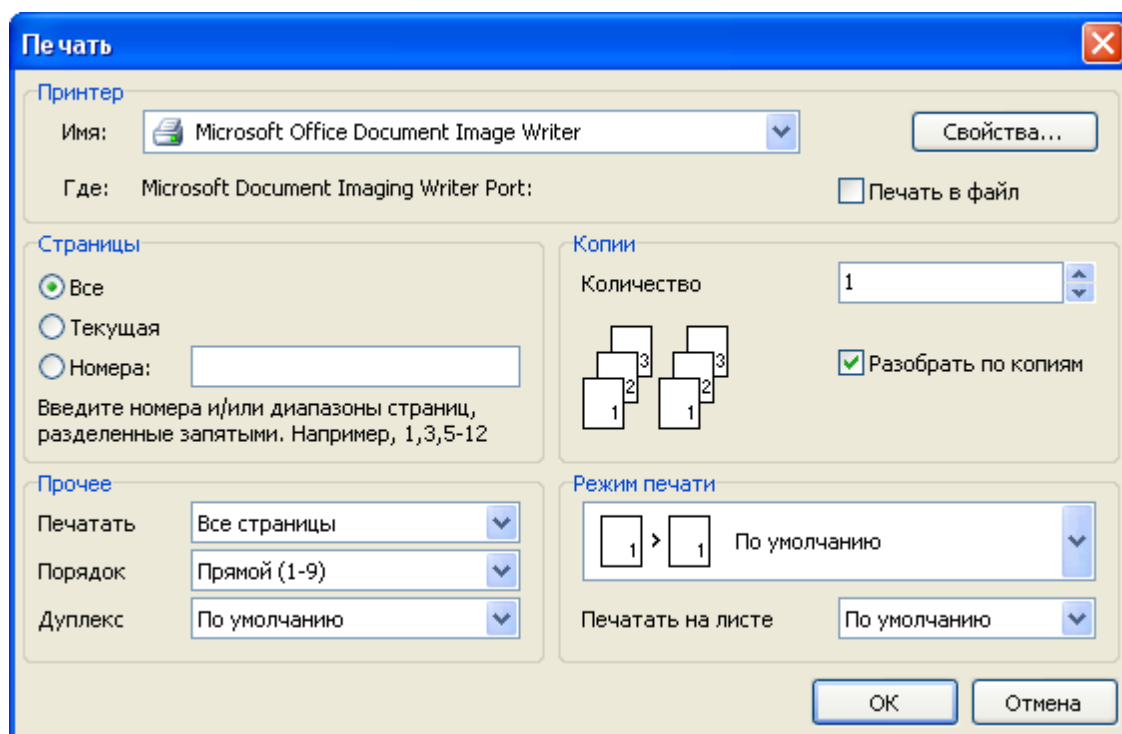 Печать
Принтер
Имя: Microsoft Office Document Image Writer Свойства...
Где: Microsoft Document Imaging Writer Port: Печать в файл
Страницы
Все
Текущая
Номера:
Введите номера и/или диапазоны страниц,
разделенные запятыми. Например, 1,3,5-12
Копии
Количество 1
3 3
2 2
1 1
Разобрать по копиям
Прочее
Печатать Все страницы
Порядок Прямой (1-9)
Дуплекс По умолчанию
Режим печати
1 > 1 По умолчанию
Печатать на листе По умолчанию
ОК Отмена